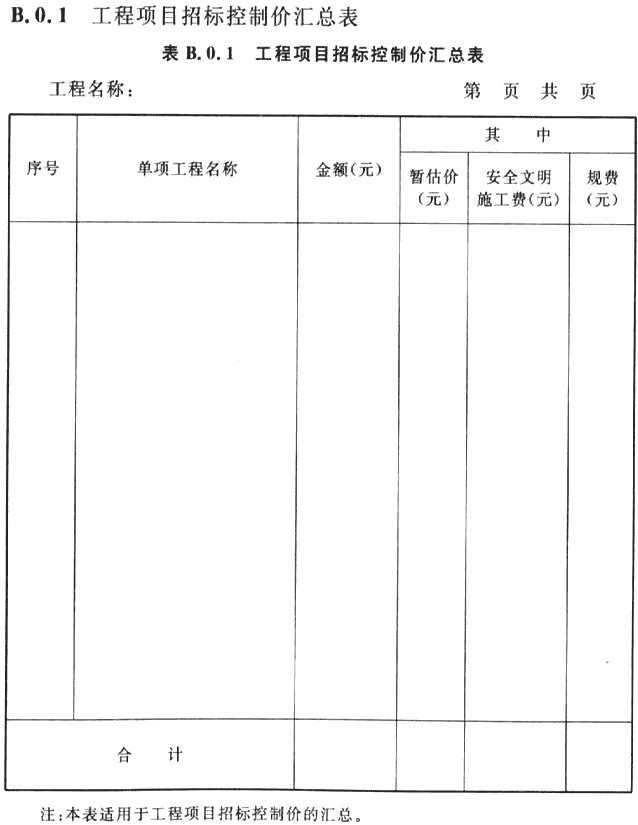 B.0.1 工程项目招标控制价汇总表
表 B.0.1 工程项目招标控制价汇总表
工程名称： 第 页 共 页
序号 单项工程名称 金额(元) 其 中
暂估价 安全文明 规费
(元) 施工费(元) (元)
合 计
注:本表适用于工程项目招标控制价的汇总。